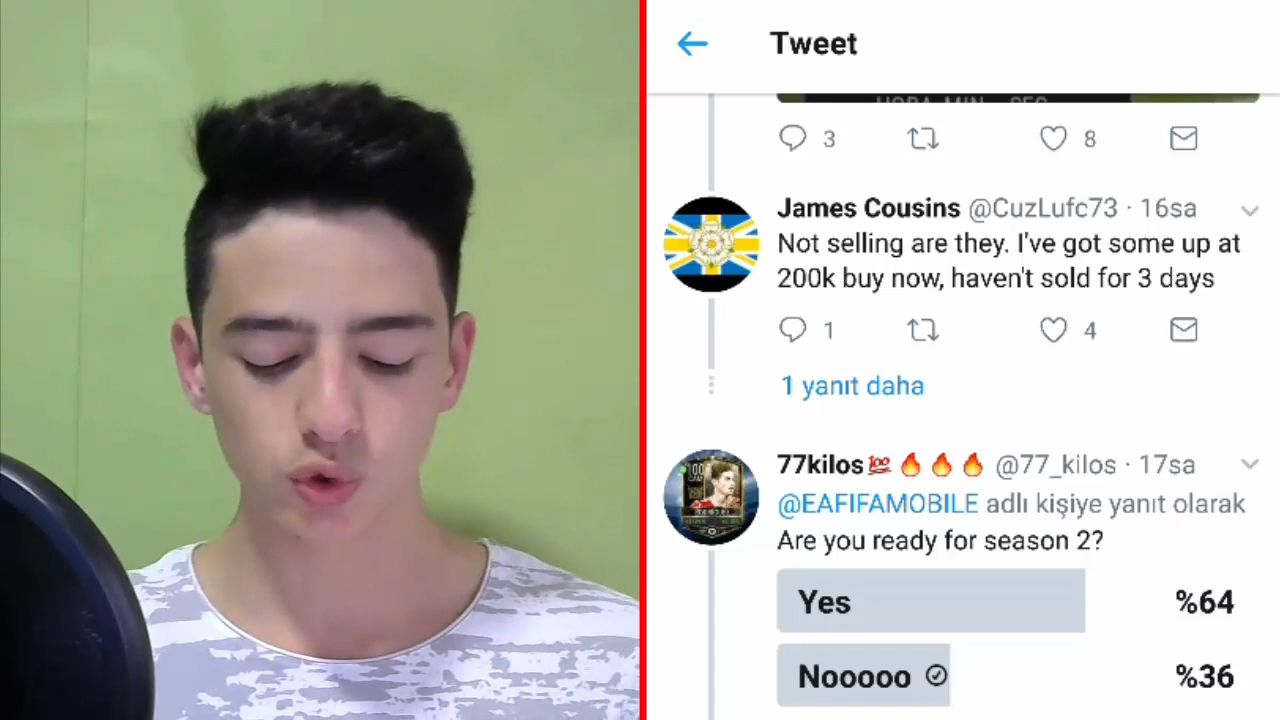 Tweet
3
8
James Cousins @CuzLufc73 · 16sa
Not selling are they. I've got some up at
200k buy now, haven't sold for 3 days
1
4
1 yanıt daha
77kilos💯🔥🔥🔥 @77_kilos · 17sa
@EAFIFAMOBILE adlı kişiye yanıt olarak
Are you ready for season 2?
Yes %64
Nooooo %36